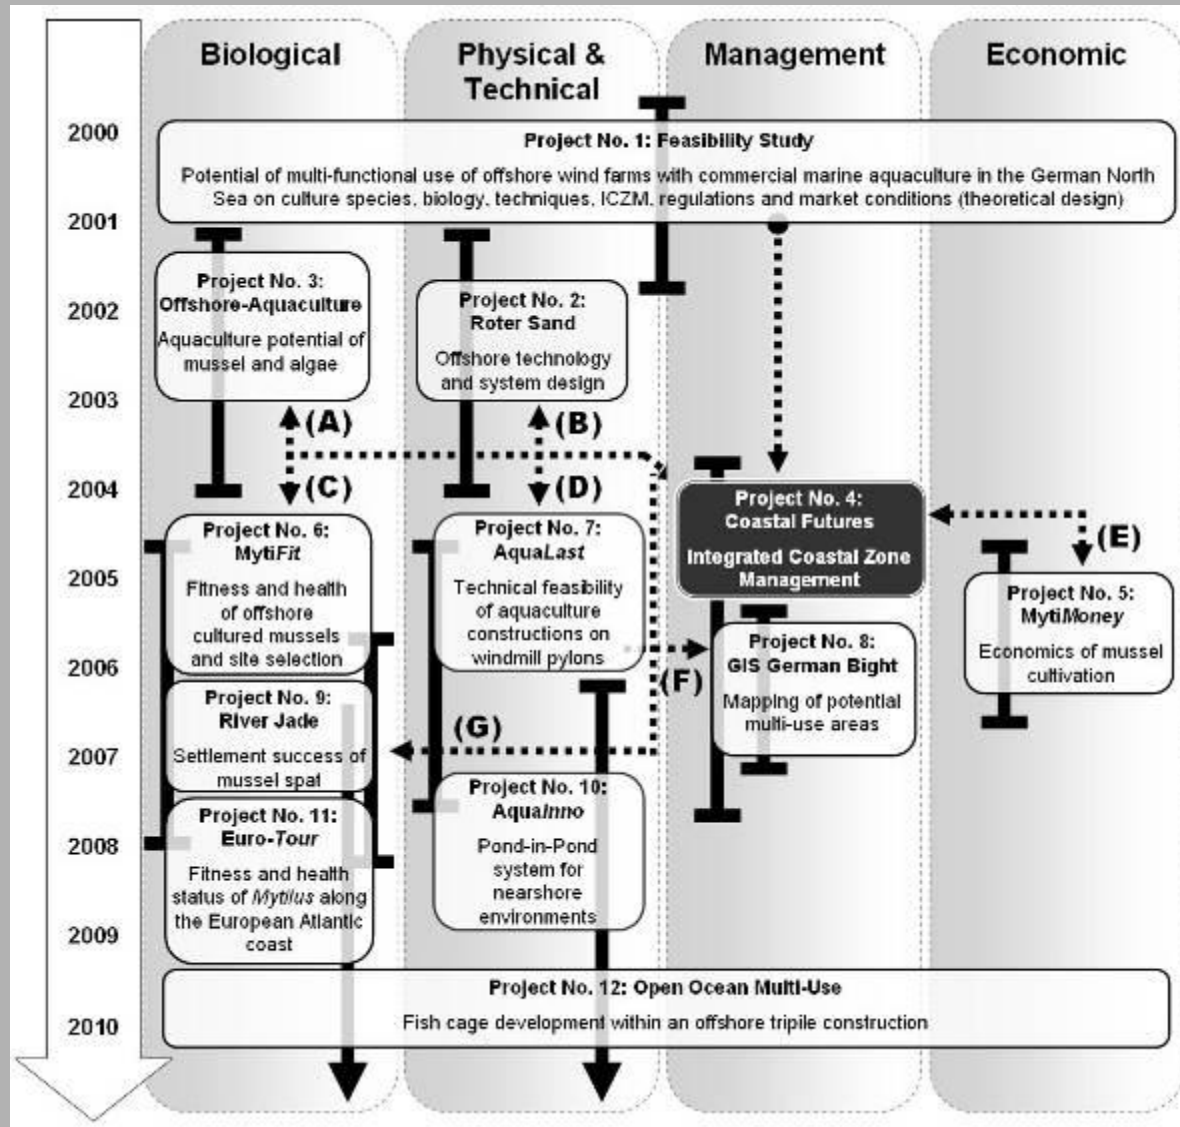 Biological
Physical &
Technical
Management
Economic
2000
2001
2002
2003
2004
2005
2006
2007
2008
2009
2010
Project No. 1: Feasibility Study
Potential of multi-functional use of offshore wind farms with commercial marine aquaculture in the German North
Sea on culture species, biology, techniques, ICZM, regulations and market conditions (theoretical design)
Project No. 3:
Offshore-Aquaculture
Aquaculture potential of
mussel and algae
Project No. 2:
Roter Sand
Offshore technology
and system design
(A)
(B)
(C)
(D)
Project No. 4:
Coastal Futures
Integrated Coastal Zone
Management
(E)
Project No. 6:
MytiFit
Fitness and health
of offshore
cultured mussels
and site selection
Project No. 7:
AquaLast
Technical feasibility
of aquaculture
constructions on
windmill pylons
Project No. 5:
MytiMoney
Economics of mussel
cultivation
Project No. 8:
GIS German Bight
Mapping of potential
multi-use areas
(F)
Project No. 9:
River Jade
Settlement success of
mussel spat
(G)
Project No. 10:
AquaInno
Pond-in-Pond
system for
nearshore
environments
Project No. 11:
Euro-Tour
Fitness and health
status of Mytilus along
the European Atlantic
coast
Project No. 12: Open Ocean Multi-Use
Fish cage development within an offshore tripile construction